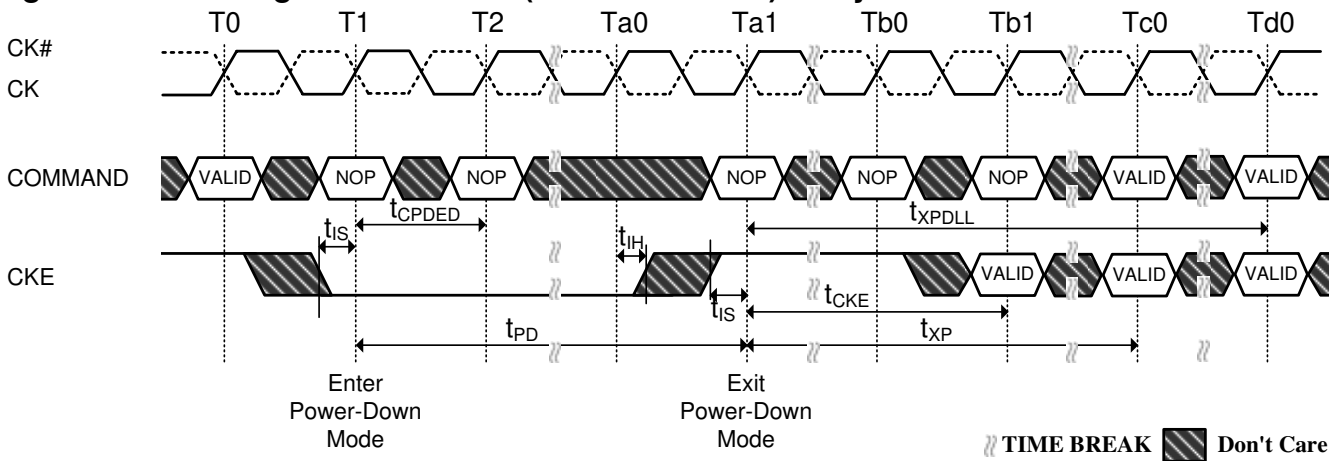 T0 T1 T2 Ta0 Ta1 Tb0 Tb1 Tc0 Td0
CK#
CK
COMMAND VALID NOP NOP NOP NOP NOP VALID VALID
tCPDED tXPDLL
tIS tIH
CKE VALID VALID VALID
tIS tCKE
tPD tXP
Enter
Power-Down
Mode
Exit
Power-Down
Mode
TIME BREAK Don't Care